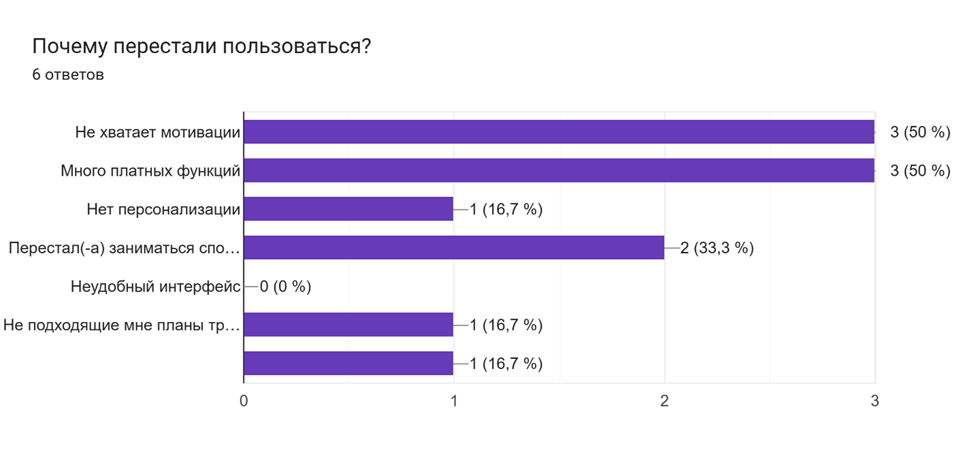 Почему перестали пользоваться?
6 ответов
Не хватает мотивации 3 (50 %)
Много платных функций 3 (50 %)
Нет персонализации 1 (16,7 %)
Перестал(-а) заниматься спо… 2 (33,3 %)
Неудобный интерфейс 0 (0 %)
Не подходящие мне планы тр… 1 (16,7 %)
1 (16,7 %)
0 1 2 3